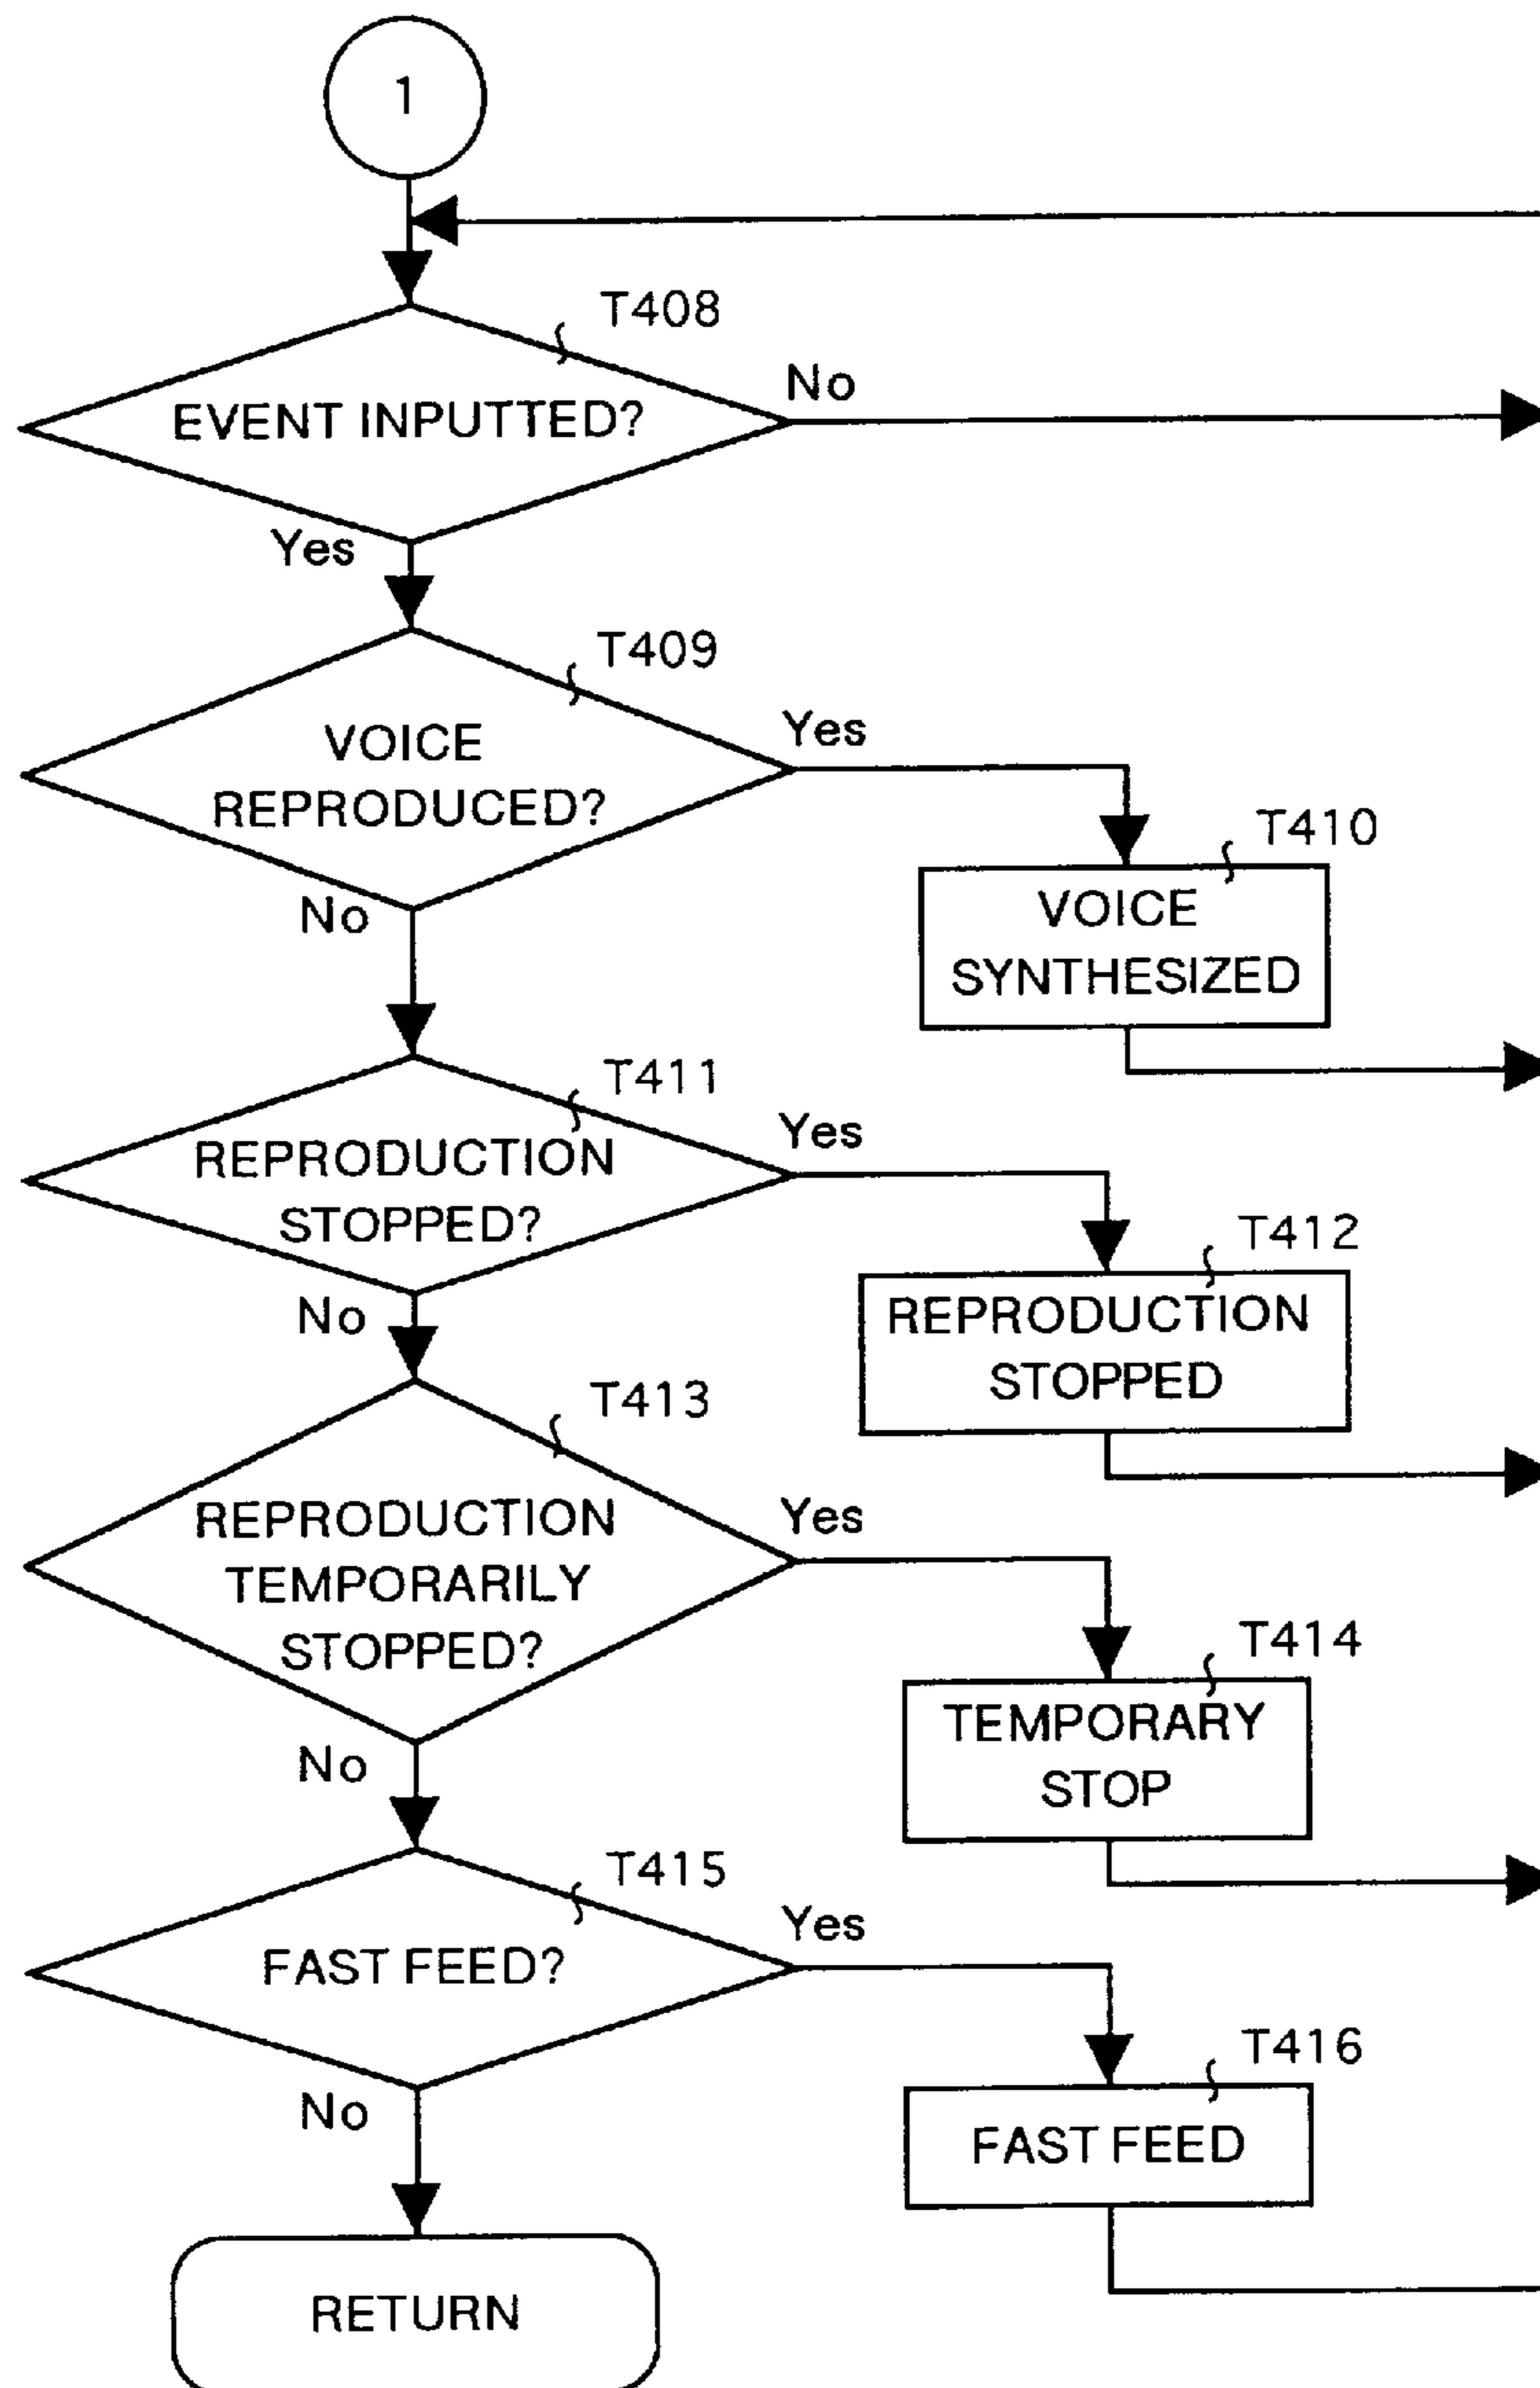 1
T408
No
EVENT INPUTTED?
Yes
T409
Yes
VOICE
REPRODUCED?
T410
No
VOICE
SYNTHESIZED
T411
Yes
REPRODUCTION
STOPPED?
T412
No
REPRODUCTION
STOPPED
T413
Yes
REPRODUCTION
TEMPORARILY
STOPPED?
T414
No
TEMPORARY
STOP
T415
Yes
FAST FEED?
T416
No
FAST FEED
RETURN